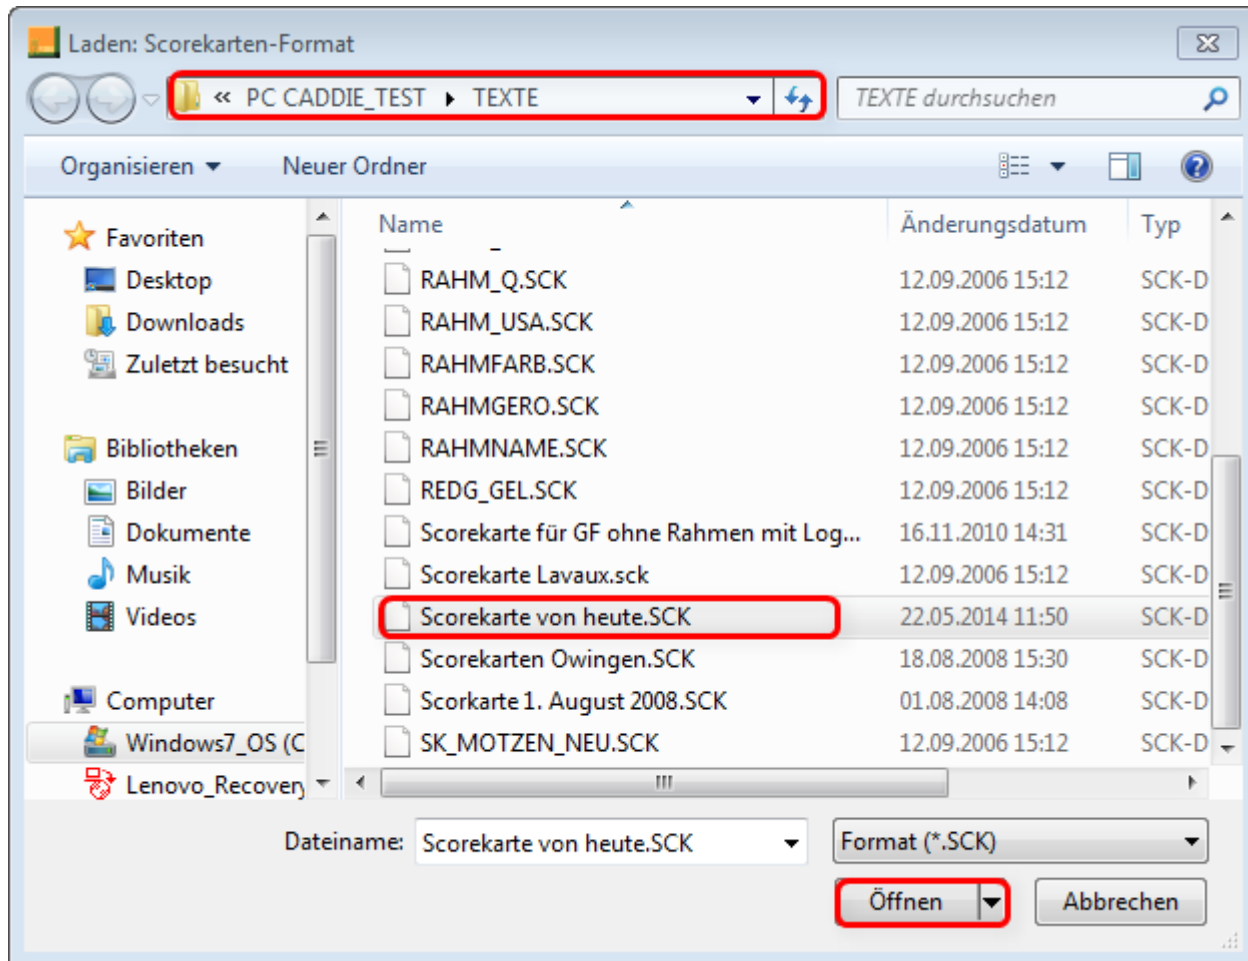 Laden: Scorekarten-Format
« PC CADDIE_TEST ▸ TEXTE
TEXTE durchsuchen
Organisieren
Neuer Ordner
Favoriten
Desktop
Downloads
Zuletzt besucht
Bibliotheken
Bilder
Dokumente
Musik
Videos
Computer
Windows7_OS (C
Lenovo_Recovery
Name Änderungsdatum Typ
RAHM_Q.SCK 12.09.2006 15:12 SCK-D
RAHM_USA.SCK 12.09.2006 15:12 SCK-D
RAHMFARB.SCK 12.09.2006 15:12 SCK-D
RAHMGERO.SCK 12.09.2006 15:12 SCK-D
RAHMNAME.SCK 12.09.2006 15:12 SCK-D
REDG_GEL.SCK 12.09.2006 15:12 SCK-D
Scorekarte für GF ohne Rahmen mit Log... 16.11.2010 14:31 SCK-D
Scorekarte Lavaux.sck 12.09.2006 15:12 SCK-D
Scorekarte von heute.SCK 22.05.2014 11:50 SCK-D
Scorekarten Owingen.SCK 18.08.2008 15:30 SCK-D
Scorkarte 1. August 2008.SCK 01.08.2008 14:08 SCK-D
SK_MOTZEN_NEU.SCK 12.09.2006 15:12 SCK-D
Dateiname: Scorekarte von heute.SCK Format (*.SCK)
Öffnen Abbrechen